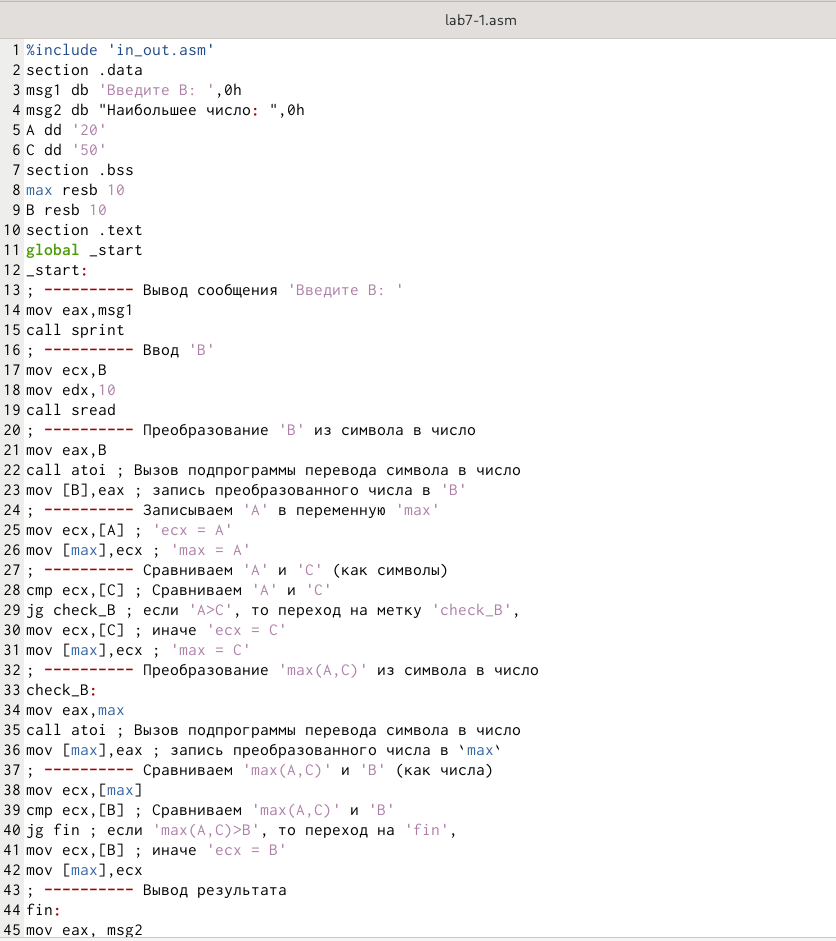 lab7-1.asm
1 %include 'in_out.asm'
2 section .data
3 msg1 db 'Введите B: ',0h
4 msg2 db "Наибольшее число: ",0h
5 A dd '20'
6 C dd '50'
7 section .bss
8 max resb 10
9 B resb 10
10 section .text
11 global _start
12 _start:
13 ; ---------- Вывод сообщения 'Введите B: '
14 mov eax,msg1
15 call sprint
16 ; ---------- Ввод 'B'
17 mov ecx,B
18 mov edx,10
19 call sread
20 ; ---------- Преобразование 'B' из символа в число
21 mov eax,B
22 call atoi ; Вызов подпрограммы перевода символа в число
23 mov [B],eax ; запись преобразованного числа в 'B'
24 ; ---------- Записываем 'A' в переменную 'max'
25 mov ecx,[A] ; 'ecx = A'
26 mov [max],ecx ; 'max = A'
27 ; ---------- Сравниваем 'A' и 'C' (как символы)
28 cmp ecx,[C] ; Сравниваем 'A' и 'C'
29 jg check_B ; если 'A>C', то переход на метку 'check_B',
30 mov ecx,[C] ; иначе 'ecx = C'
31 mov [max],ecx ; 'max = C'
32 ; ---------- Преобразование 'max(A,C)' из символа в число
33 check_B:
34 mov eax,max
35 call atoi ; Вызов подпрограммы перевода символа в число
36 mov [max],eax ; запись преобразованного числа в `max`
37 ; ---------- Сравниваем 'max(A,C)' и 'B' (как числа)
38 mov ecx,[max]
39 cmp ecx,[B] ; Сравниваем 'max(A,C)' и 'B'
40 jg fin ; если 'max(A,C)>B', то переход на 'fin',
41 mov ecx,[B] ; иначе 'ecx = B'
42 mov [max],ecx
43 ; ---------- Вывод результата
44 fin:
45 mov eax, msg2